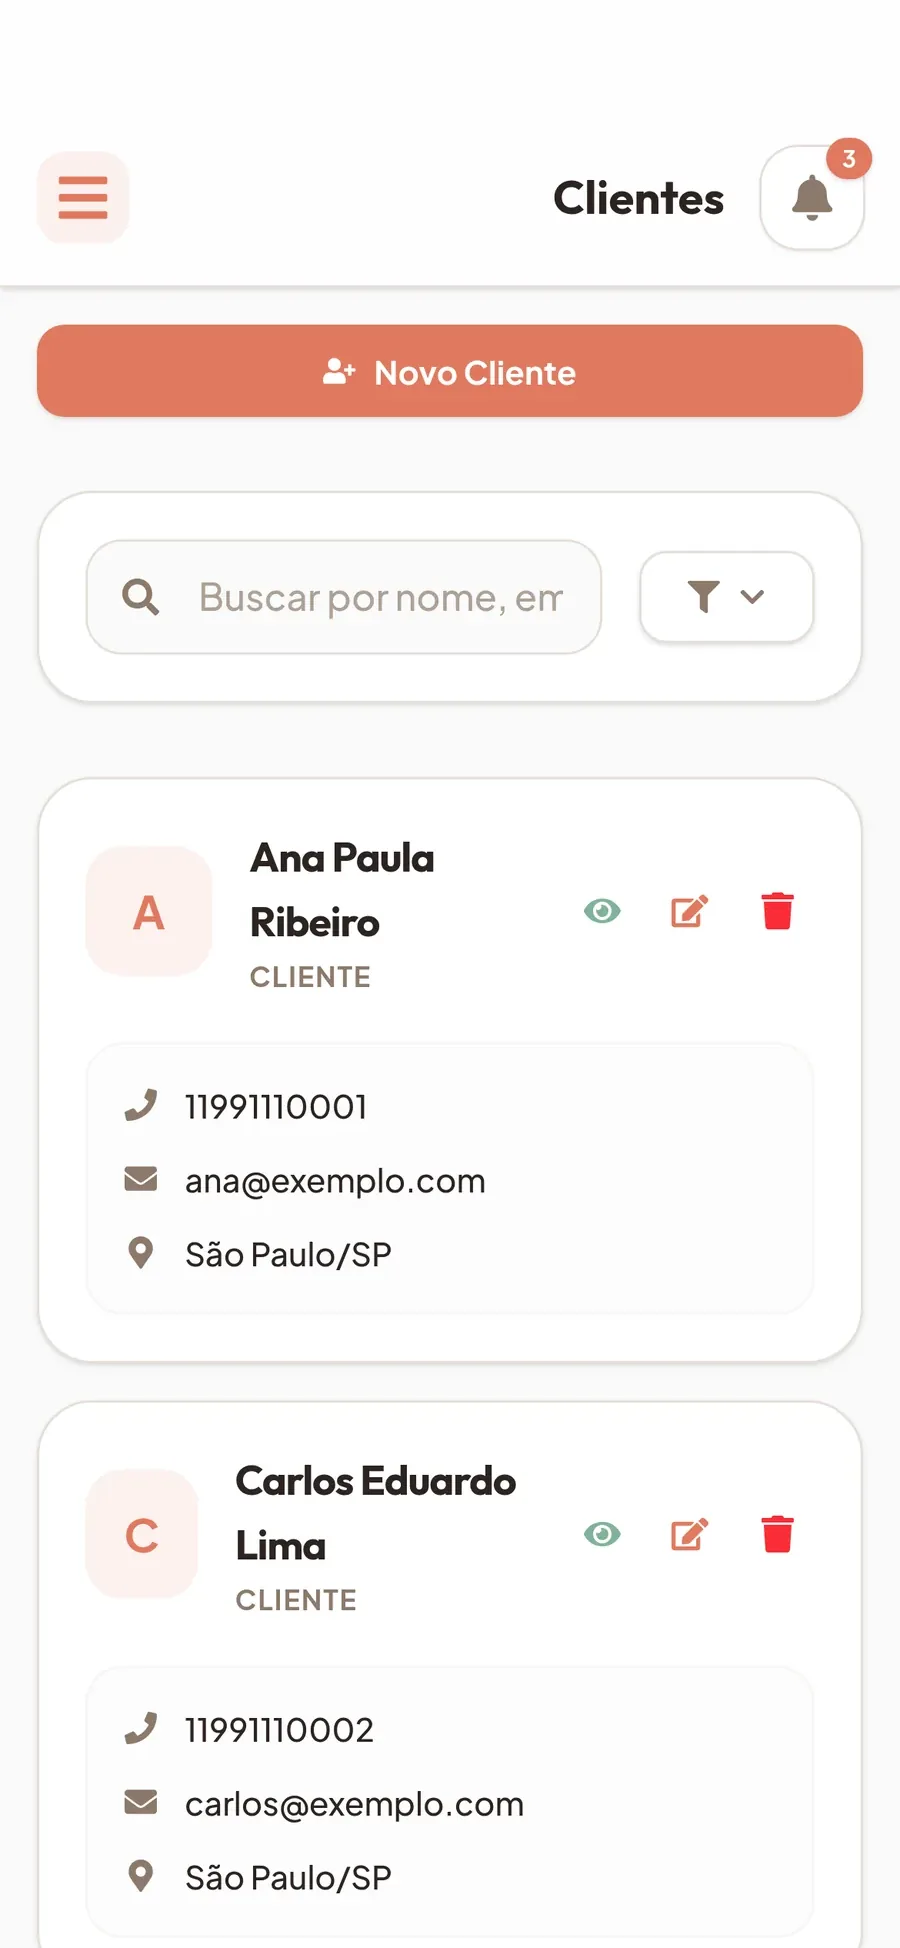 Clientes
3
Novo Cliente
Buscar por nome, em
A
Ana Paula
Ribeiro
CLIENTE
11991110001
ana@exemplo.com
São Paulo/SP
C
Carlos Eduardo
Lima
CLIENTE
11991110002
carlos@exemplo.com
São Paulo/SP